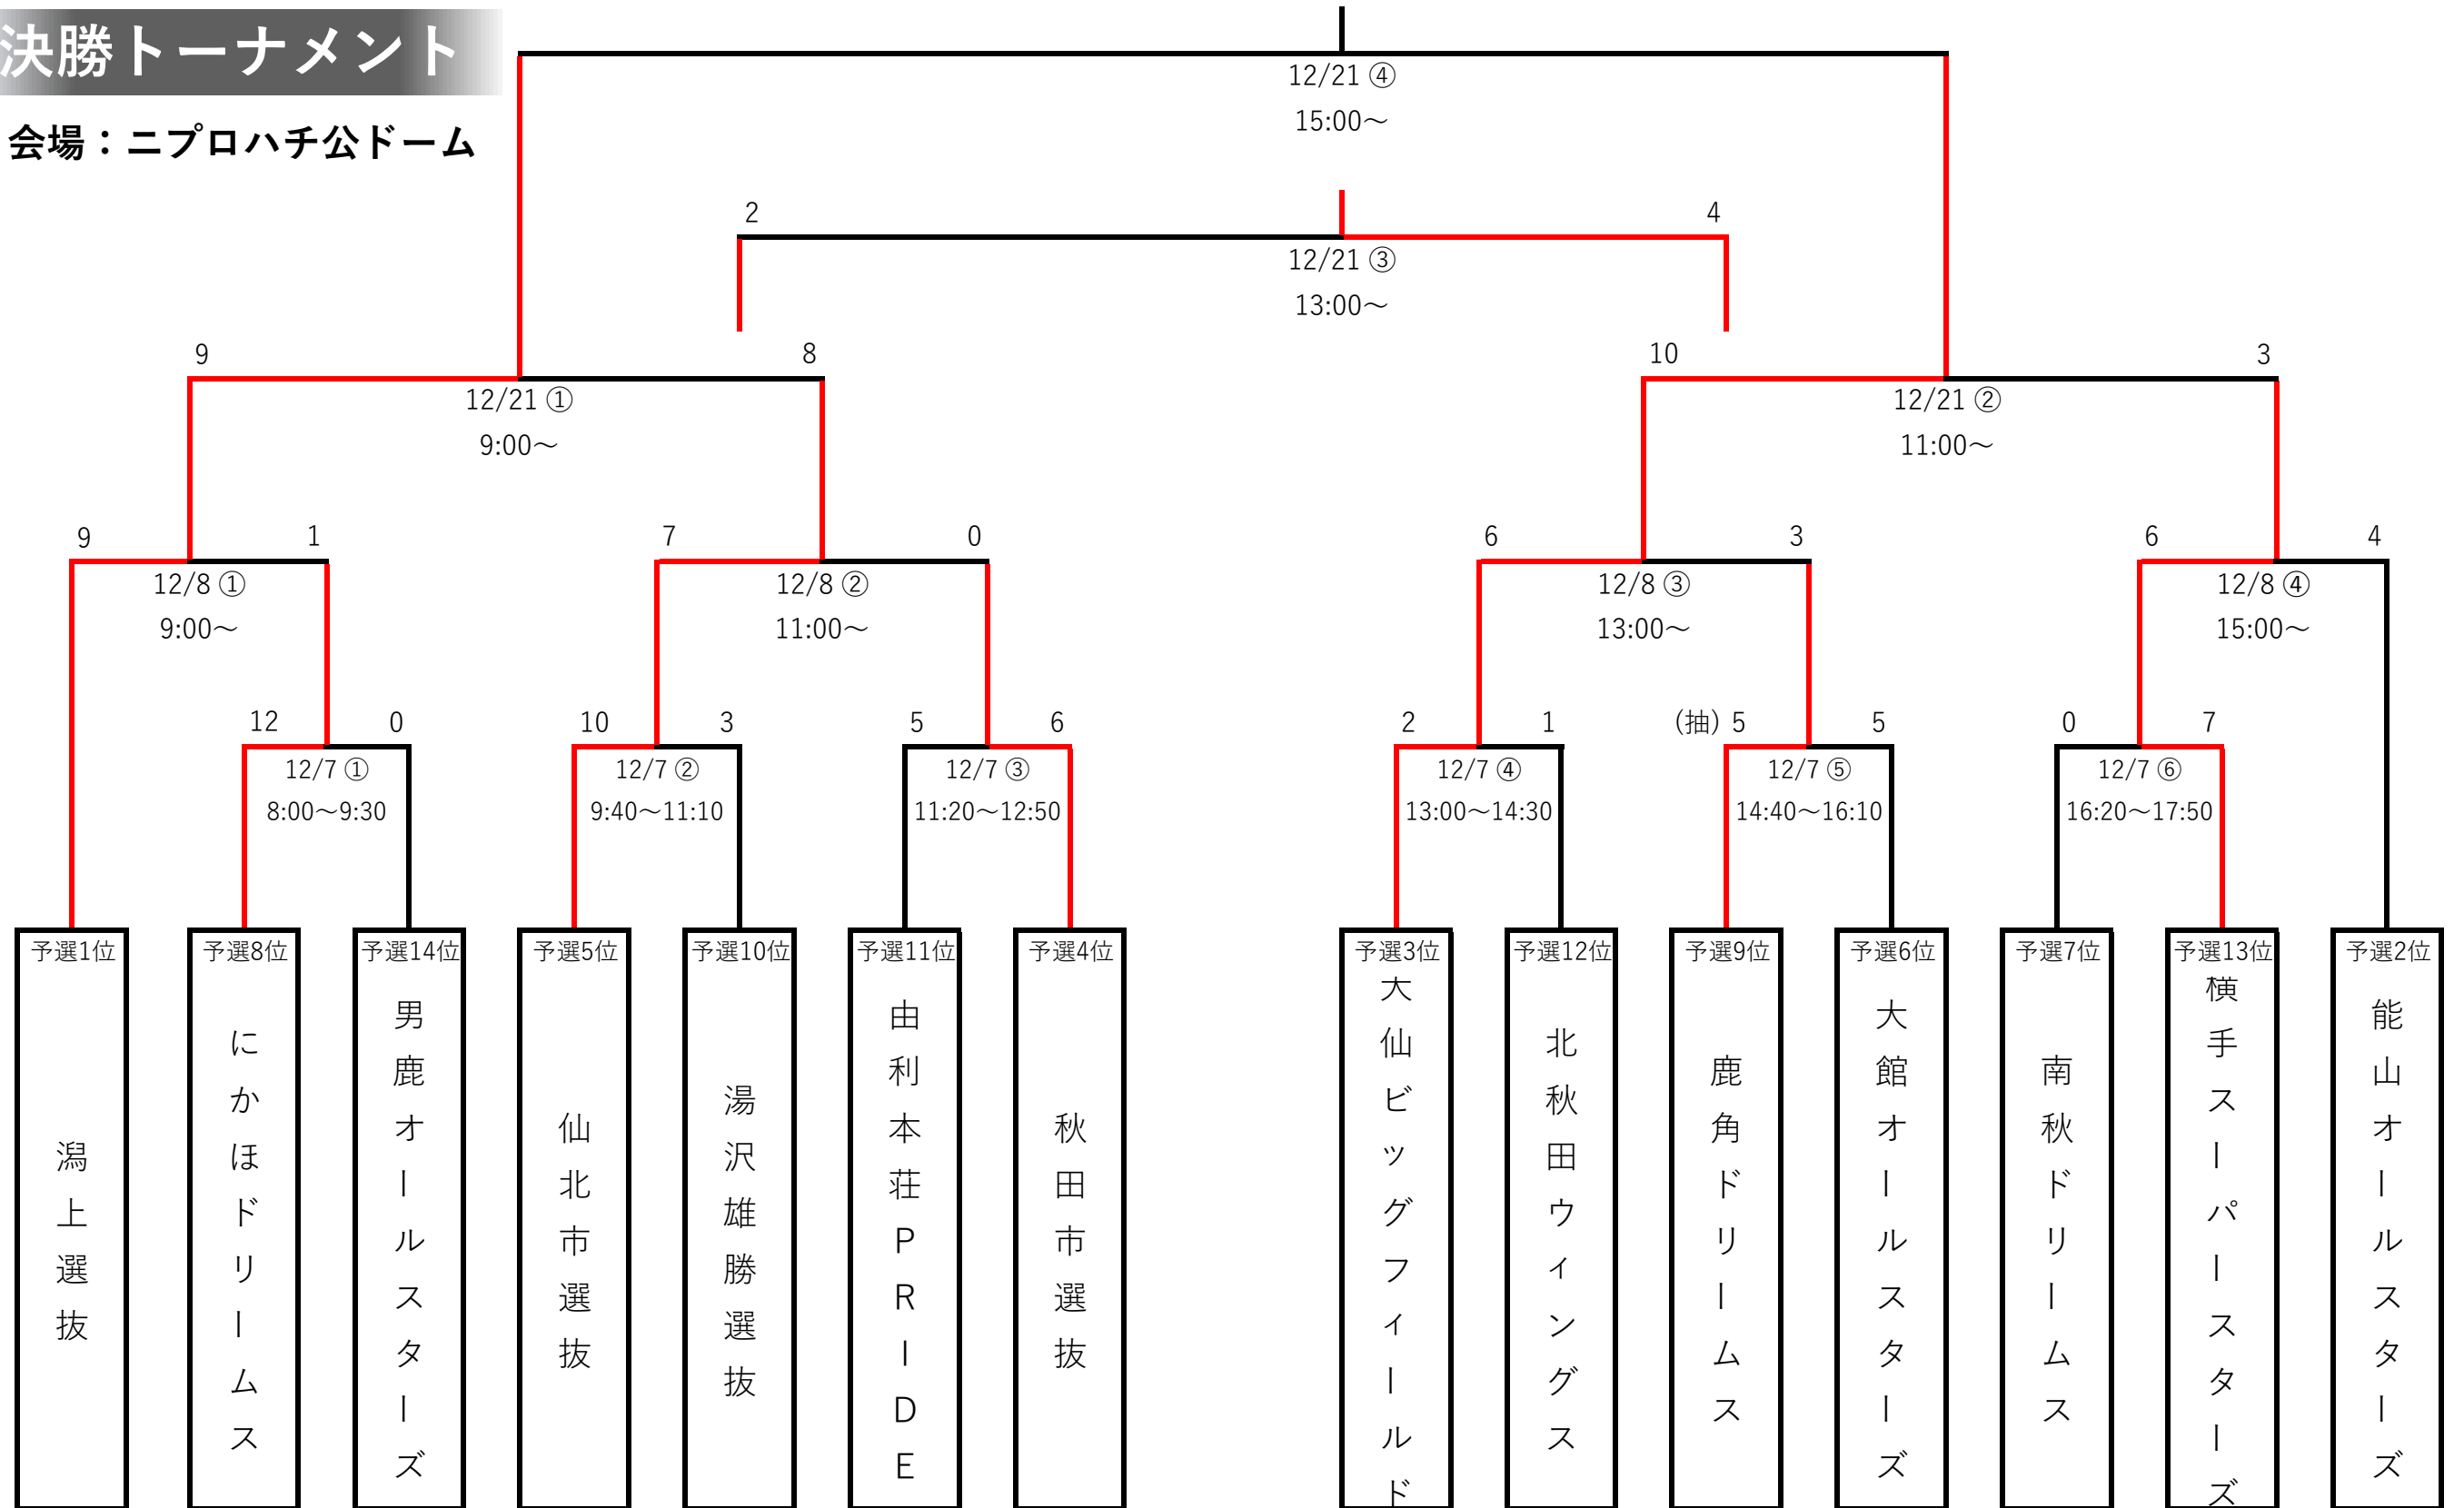 決勝トーナメント
会場：ニプロハチ公ドーム
12/21 ④
15:00～
2
4
12/21 ③
13:00～
9
8
10
3
12/21 ①
9:00～
12/21 ②
11:00～
9
1
7
0
6
3
6
4
12/8 ①
9:00～
12/8 ②
11:00～
12/8 ③
13:00～
12/8 ④
15:00～
12
0
10
3
5
6
2
1
(抽) 5
5
0
7
12/7 ①
8:00～9:30
12/7 ②
9:40～11:10
12/7 ③
11:20～12:50
12/7 ④
13:00～14:30
12/7 ⑤
14:40～16:10
12/7 ⑥
16:20～17:50
予選1位
潟上選抜
予選8位
にかほドリームス
予選14位
男鹿オールスターズ
予選5位
仙北市選抜
予選10位
湯沢雄勝選抜
予選11位
由利本荘PRIDE
予選4位
秋田市選抜
予選3位
大仙ビッグフィールド
予選12位
北秋田ウィングス
予選9位
鹿角ドリームス
予選6位
大館オールスターズ
予選7位
南秋ドリームス
予選13位
横手スーパースターズ
予選2位
能山オールスターズ